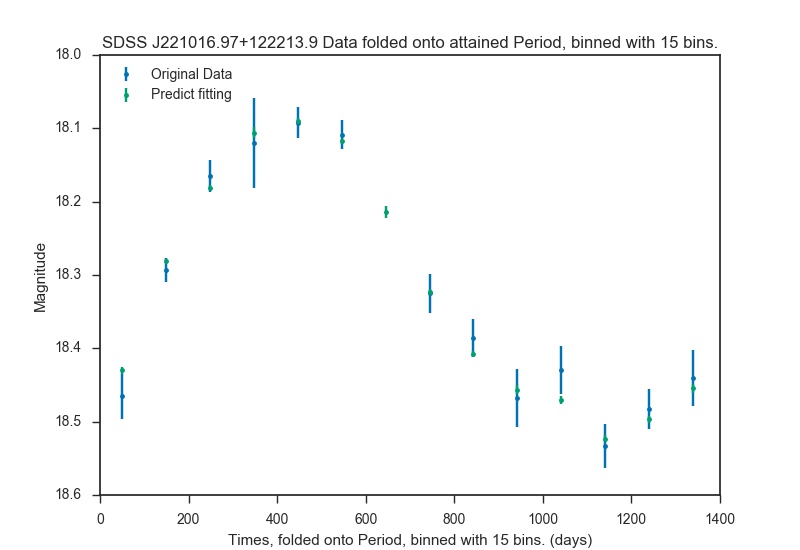 SDSS J221016.97+122213.9 Data folded onto attained Period, binned with 15 bins.
18.0
Original Data
Predict fitting
18.1
18.2
18.3
Magnitude
18.4
18.5
18.6
0 200 400 600 800 1000 1200 1400
Times, folded onto Period, binned with 15 bins. (days)